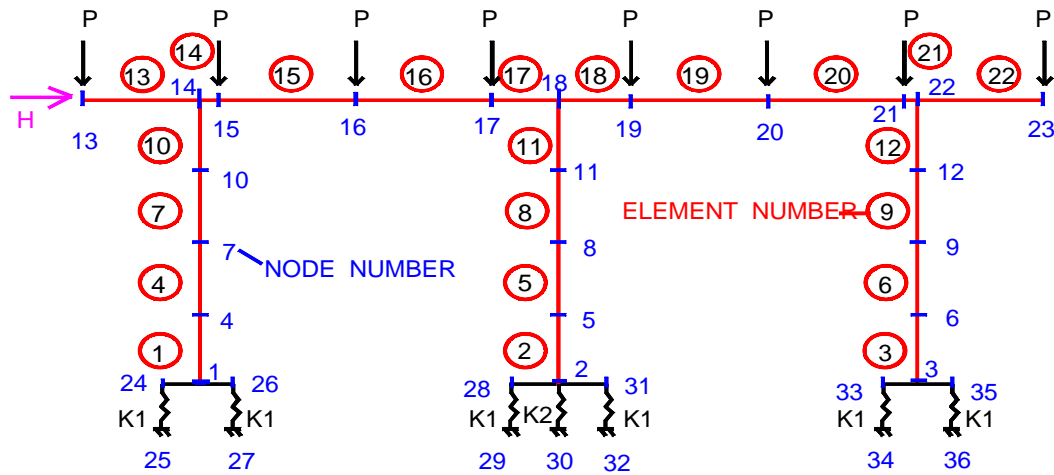 P P P P P P P P
13 14 15 16 17 18 19 20 21 22
H
14 18 22
13 15 16 17 19 20 21 23
10 11 12
10 11 12
7 8 ELEMENT NUMBER 9
7 NODE NUMBER 8 9
4 5 6
4 5 6
1 2 3
24 1 26 28 2 31 33 3 35
K1 K1 K1 K2 K1 K1 K1
25 27 29 30 32 34 36